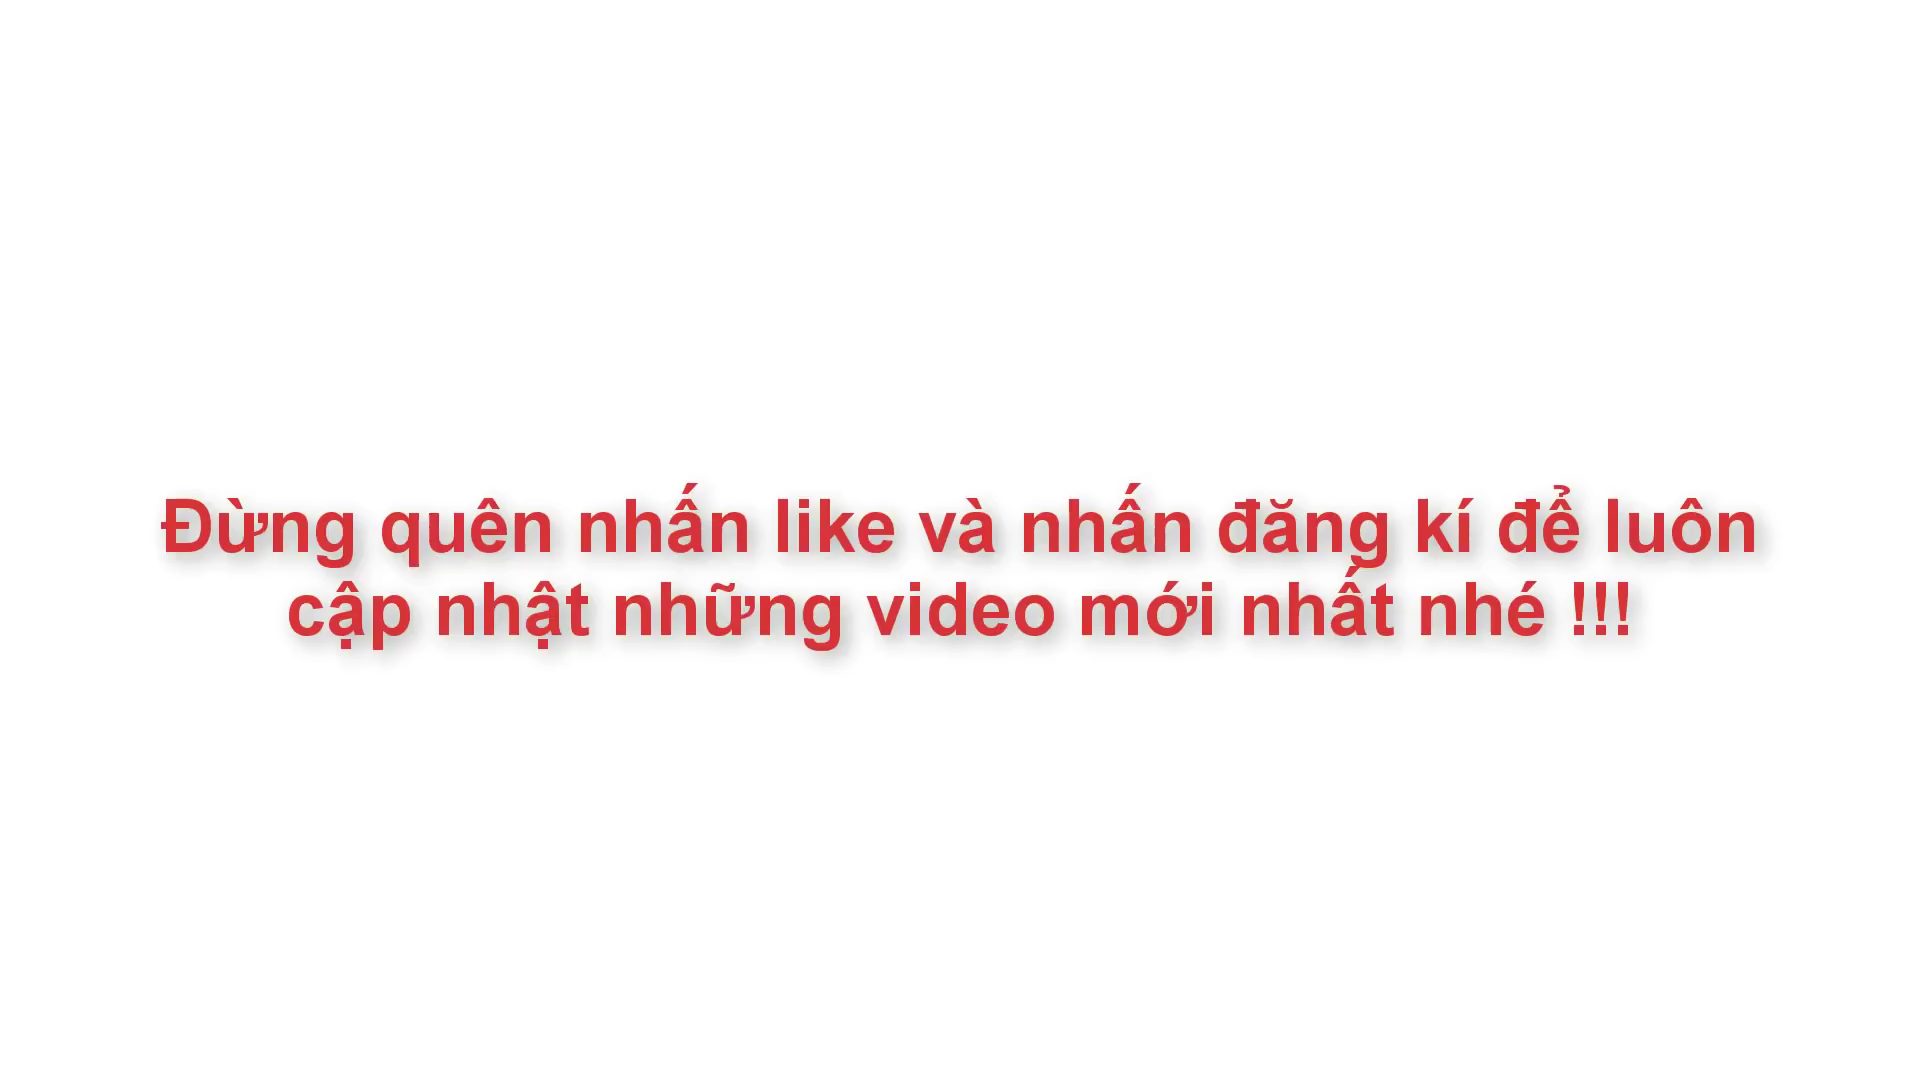 Đừng quên nhấn like và nhấn đăng kí để luôn
cập nhật những video mới nhất nhé !!!